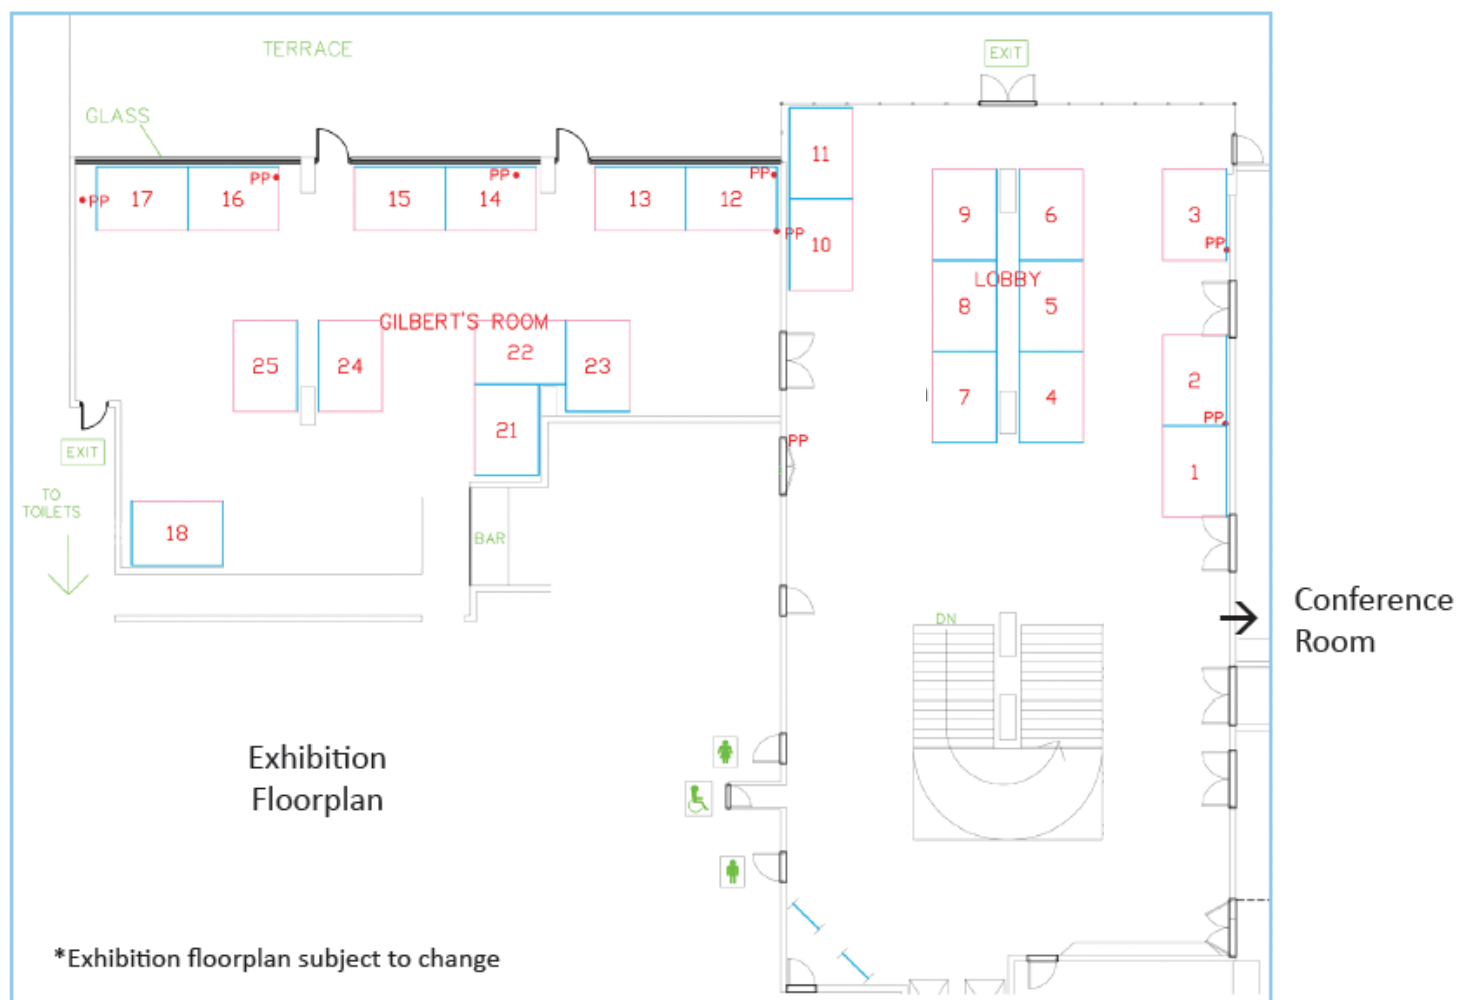 TERRACE
EXIT
GLASS
11
PP
PP
PP
17
16
15
14
13
12
9
6
3
PP
PP
10
PP
LOBBY
8
5
GILBERT'S ROOM
22
25
24
23
2
7
4
PP
21
PP
EXIT
1
TO
TOILETS
18
BAR
Conference
Room
DN
Exhibition
Floorplan
*Exhibition floorplan subject to change